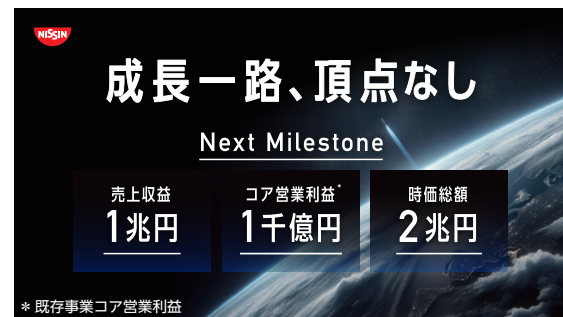 NISSIN
成長一路、頂点なし
Next Milestone
売上収益
1兆円
コア営業利益*
1千億円
時価総額
2兆円
＊既存事業コア営業利益